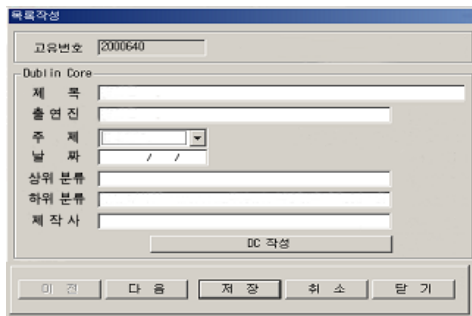 목록작성
고유번호 2000640
Dublin Core
제 목
출 연 진
주 제
날 짜 / /
상위 분류
하위 분류
제 작 사
DC 작성
이 전 다 음 저 장 취 소 닫 기